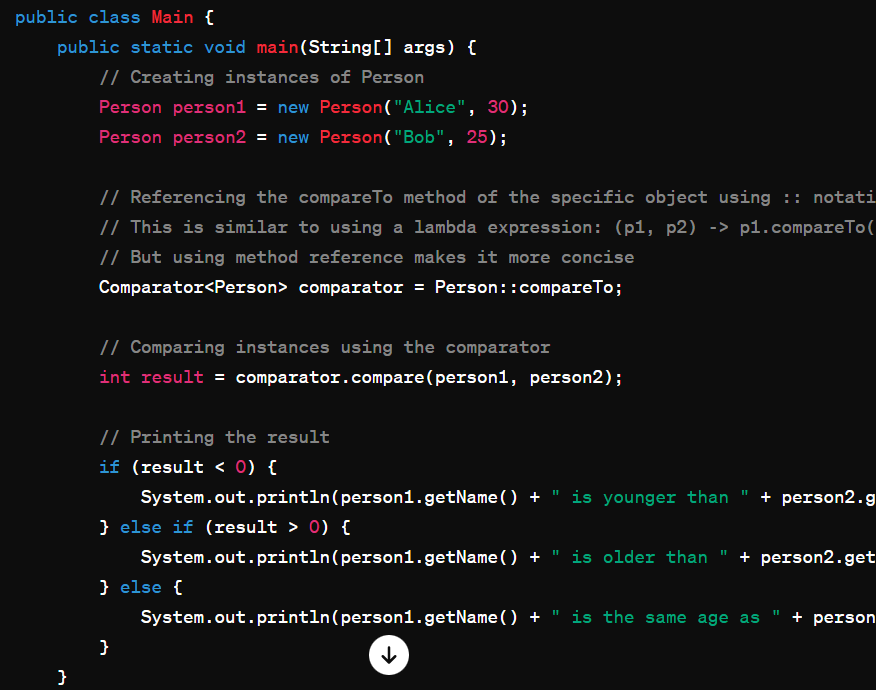 public class Main {
public static void main(String[] args) {
// Creating instances of Person
Person person1 = new Person("Alice", 30);
Person person2 = new Person("Bob", 25);
// Referencing the compareTo method of the specific object using :: notati
// This is similar to using a lambda expression: (p1, p2) -> p1.compareTo(
// But using method reference makes it more concise
Comparator<Person> comparator = Person::compareTo;
// Comparing instances using the comparator
int result = comparator.compare(person1, person2);
// Printing the result
if (result < 0) {
System.out.println(person1.getName() + " is younger than " + person2.g
} else if (result > 0) {
System.out.println(person1.getName() + " is older than " + person2.get
} else {
System.out.println(person1.getName() + " is the same age as " + person
}
}